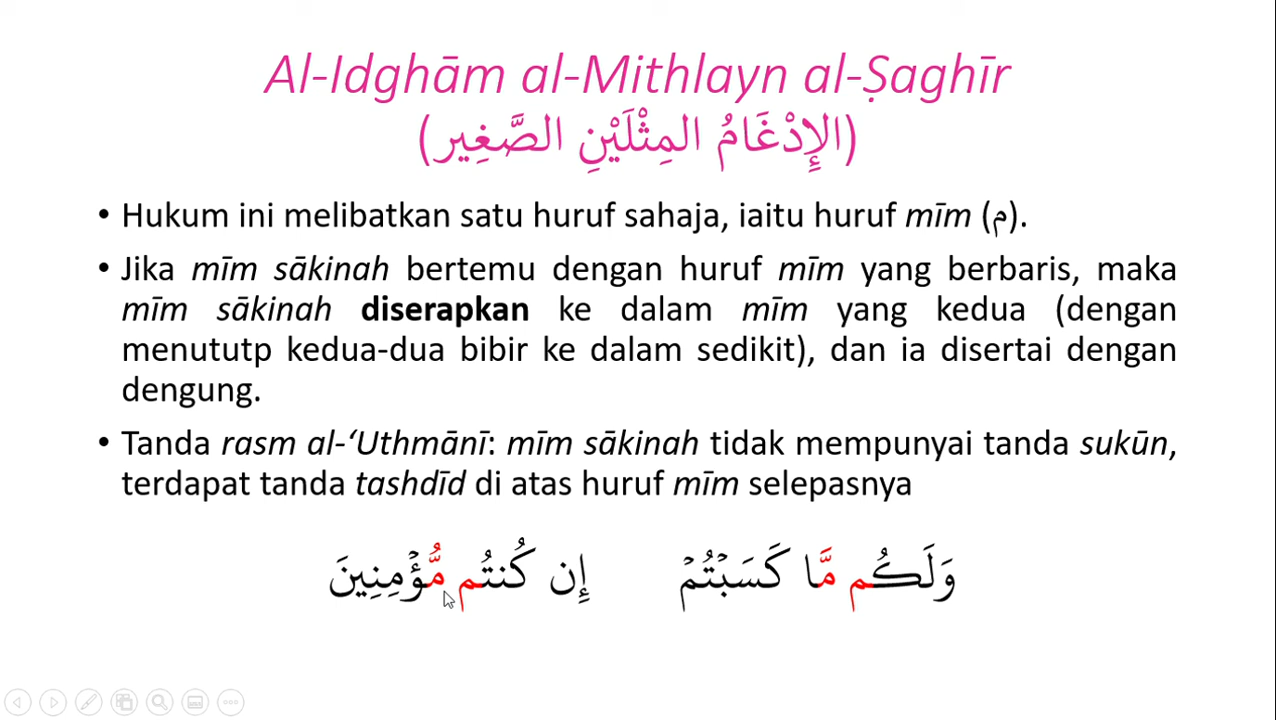 Al-Idghām al-Mithlayn al-Ṣaghīr
(الإِدْغَامُ المِثْلَيْنِ الصَّغِير)
• Hukum ini melibatkan satu huruf sahaja, iaitu huruf mīm (م).
• Jika mīm sākinah bertemu dengan huruf mīm yang berbaris, maka
mīm sākinah diserapkan ke dalam mīm yang kedua (dengan
menututp kedua-dua bibir ke dalam sedikit), dan ia disertai dengan
dengung.
• Tanda rasm al-‘Uthmānī: mīm sākinah tidak mempunyai tanda sukūn,
terdapat tanda tashdīd di atas huruf mīm selepasnya
وَلَكُم مَّا كَسَبۡتُمۡ إِن كُنتُم مُّؤۡمِنِينَ